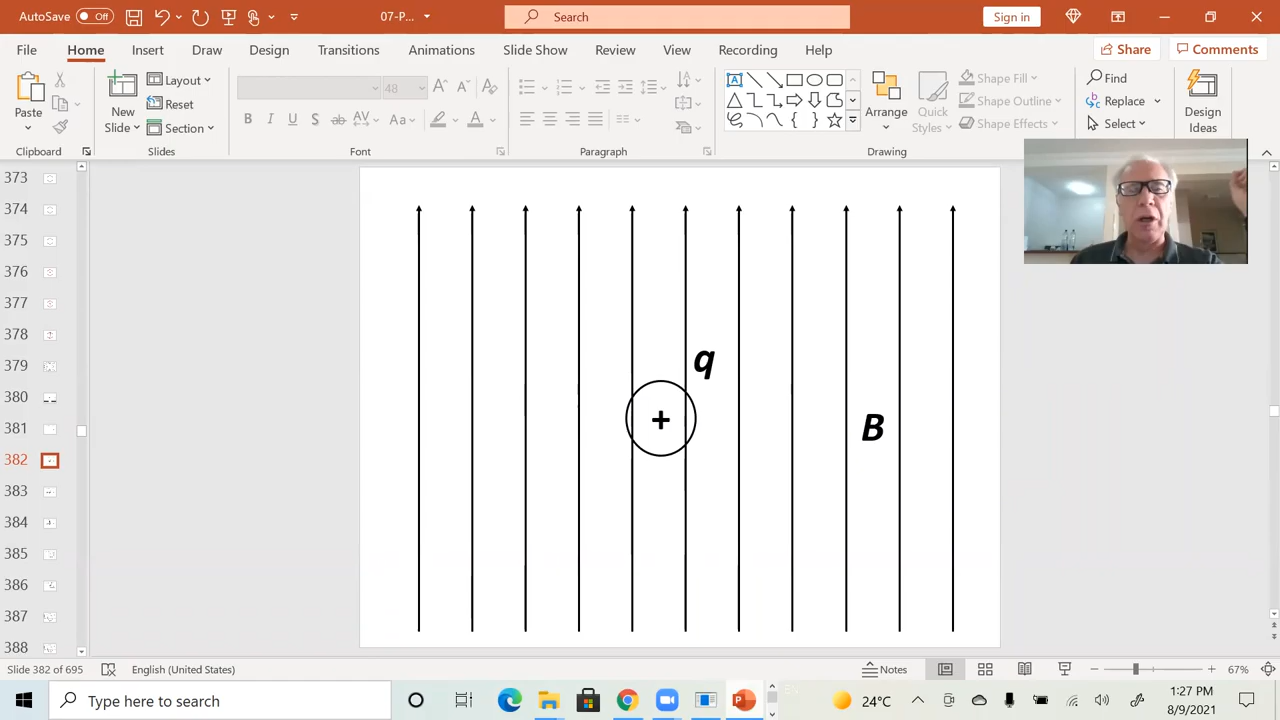 AutoSave Off 07-P... Search Sign in
File Home Insert Draw Design Transitions Animations Slide Show Review View Recording Help Share Comments
Paste
New Slide
Layout
Reset
Section
8
B I U S ab AV Aa A
Arrange
Quick Styles
Shape Fill
Shape Outline
Shape Effects
Find
Replace
Select
Design Ideas
Clipboard Slides Font Paragraph Drawing
373
374
375
376
377
378
379
380
381
382
383
384
385
386
387
388
q
+
B
Slide 382 of 695 English (United States) Notes 67%
Type here to search 24°C 1:27 PM
8/9/2021